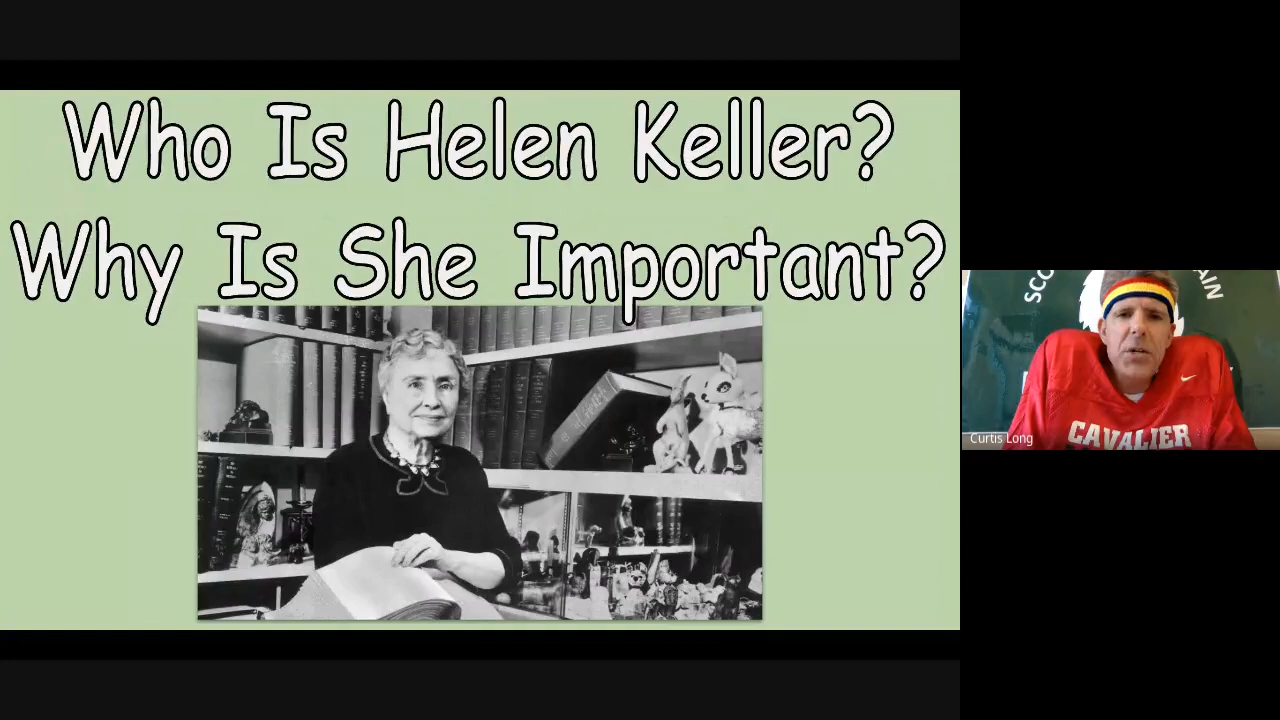 Who Is Helen Keller?
Why Is She Important?
Curtis Long
CAVALIER